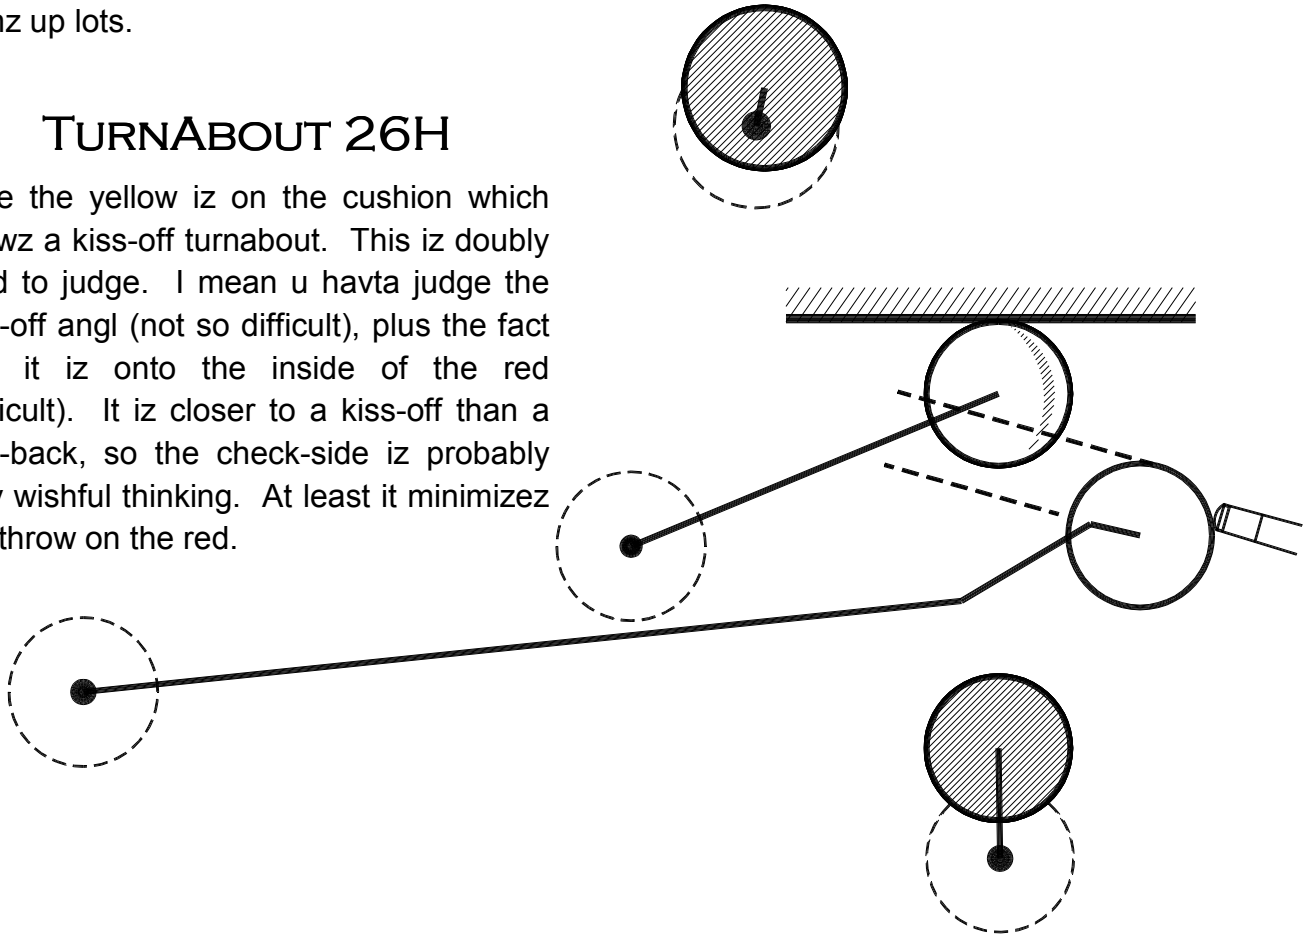 nz up lots.
TURNABOUT 26H
e the yellow iz on the cushion which
wz a kiss-off turnabout. This iz doubly
d to judge. I mean u havta judge the
-off angl (not so difficult), plus the fact
it iz onto the inside of the red
icult). It iz closer to a kiss-off than a
-back, so the check-side iz probably
y wishful thinking. At least it minimizez
throw on the red.